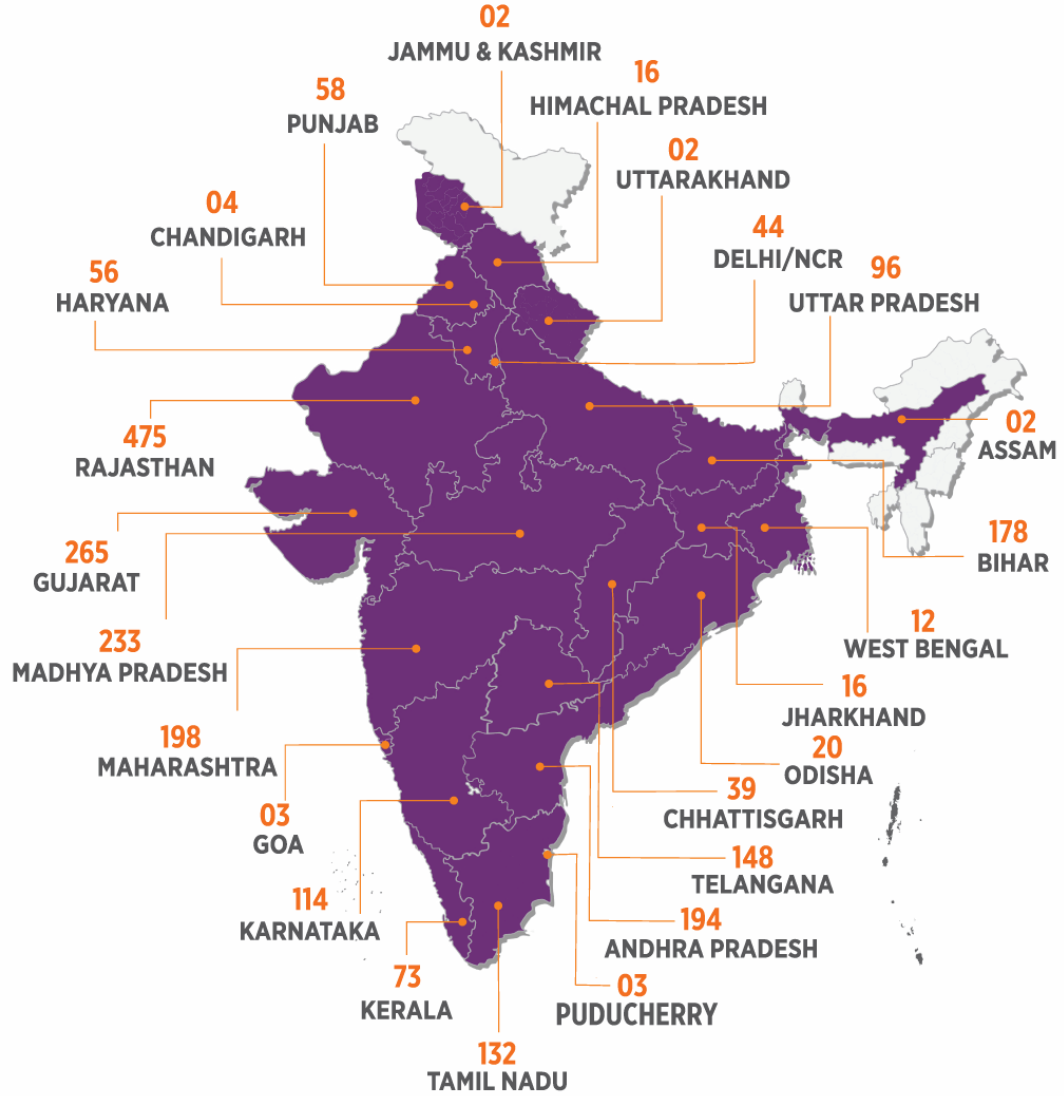 02
JAMMU & KASHMIR
16
HIMACHAL PRADESH
58
PUNJAB
02
UTTARAKHAND
04
CHANDIGARH
44
DELHI/NCR
56
HARYANA
96
UTTAR PRADESH
02
ASSAM
475
RAJASTHAN
178
BIHAR
265
GUJARAT
12
WEST BENGAL
233
MADHYA PRADESH
16
JHARKHAND
198
MAHARASHTRA
20
ODISHA
39
CHHATTISGARH
03
GOA
148
TELANGANA
114
KARNATAKA
194
ANDHRA PRADESH
73
KERALA
03
PUDUCHERRY
132
TAMIL NADU